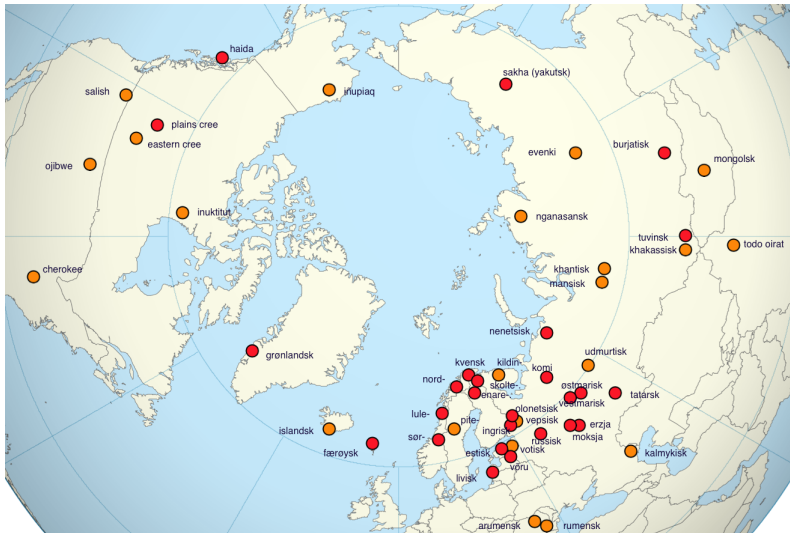 haida
sakha (yakutsk)
salish
inupiaq
plains cree
eastern cree
evenki
burjatisk
mongolsk
ojibwe
inuktitut
nganasansk
tuvinsk
todo oirat
khakassisk
cherokee
khantisk
mansisk
nenetsisk
grønlandsk
udmurtisk
kvensk
kildin-
komi
nord-
skolte-
enare-
østmarisk
vestmarisk
tatarsk
lule-
pite-
olonetsisk
vepsisk
islandsk
ingrisk
erzja
sør-
russisk
moksja
færøysk
estisk
votisk
kalmykisk
võru
livisk
arumensk
rumensk